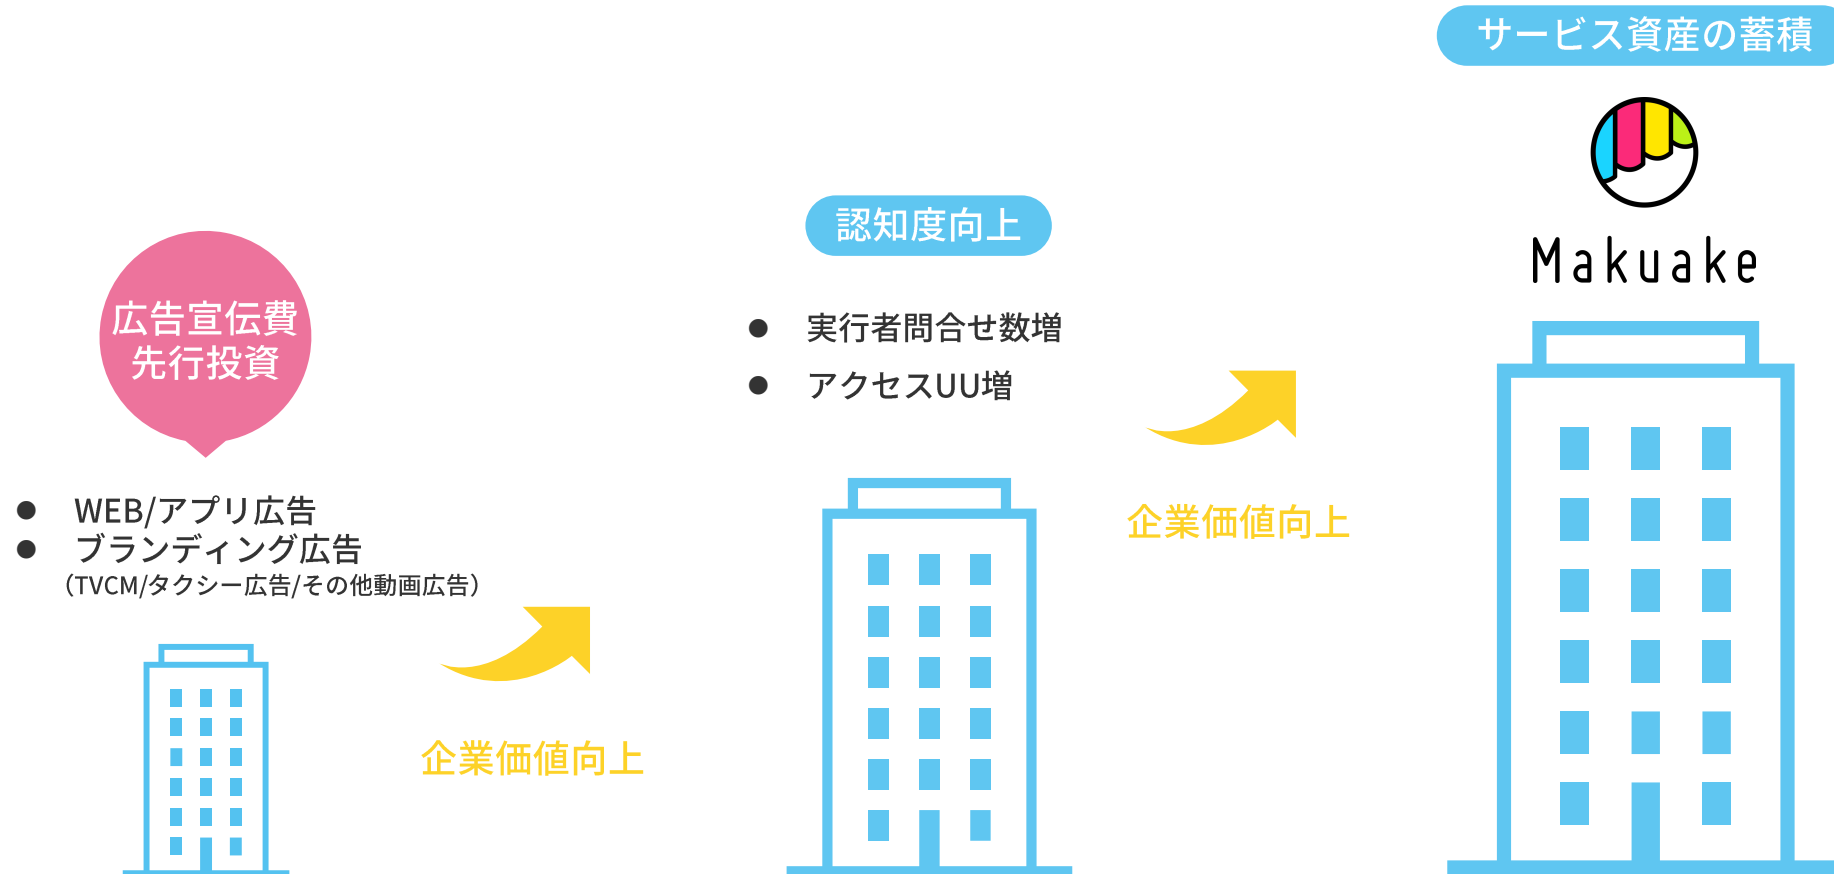 広告宣伝費
先行投資
● WEB/アプリ広告
● ブランディング広告
（TVCM/タクシー広告/その他動画広告）
企業価値向上
認知度向上
● 実行者問合せ数増
● アクセスUU増
企業価値向上
サービス資産の蓄積
Makuake